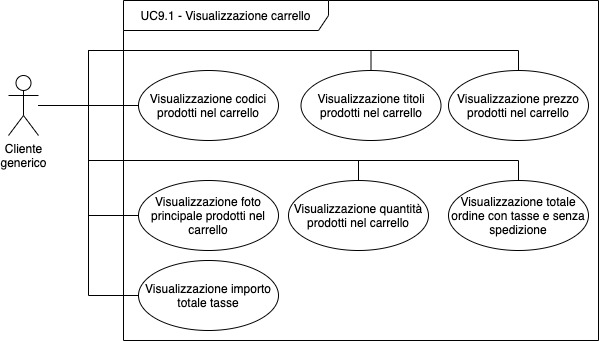 UC9.1 - Visualizzazione carrello
Cliente
generico
Visualizzazione codici
prodotti nel carrello
Visualizzazione titoli
prodotti nel carrello
Visualizzazione prezzo
prodotti nel carrello
Visualizzazione foto
principale prodotti nel
carrello
Visualizzazione quantità
prodotti nel carrello
Visualizzazione totale
ordine con tasse e senza
spedizione
Visualizzazione importo
totale tasse